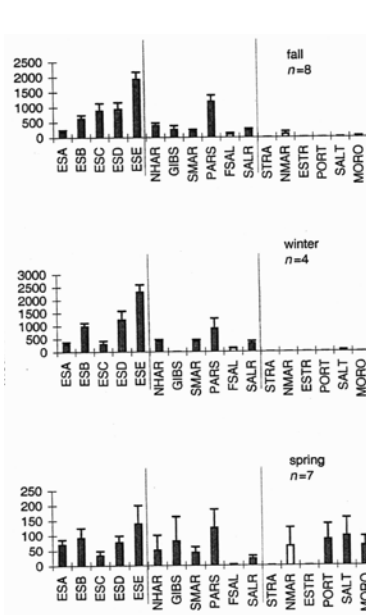 fall
n=8
2500
2000
1500
1000
500
0
ESA ESB ESC ESD ESE NHAR GIBS SMAR PARS FSAL SALR STRA NMAR ESTR PORT SALT MORO
winter
n=4
3000
2500
2000
1500
1000
500
0
ESA ESB ESC ESD ESE NHAR GIBS SMAR PARS FSAL SALR STRA NMAR ESTR PORT SALT MORO
spring
n=7
250
200
150
100
50
0
ESA ESB ESC ESD ESE NHAR GIBS SMAR PARS FSAL SALR STRA NMAR ESTR PORT SALT MORO